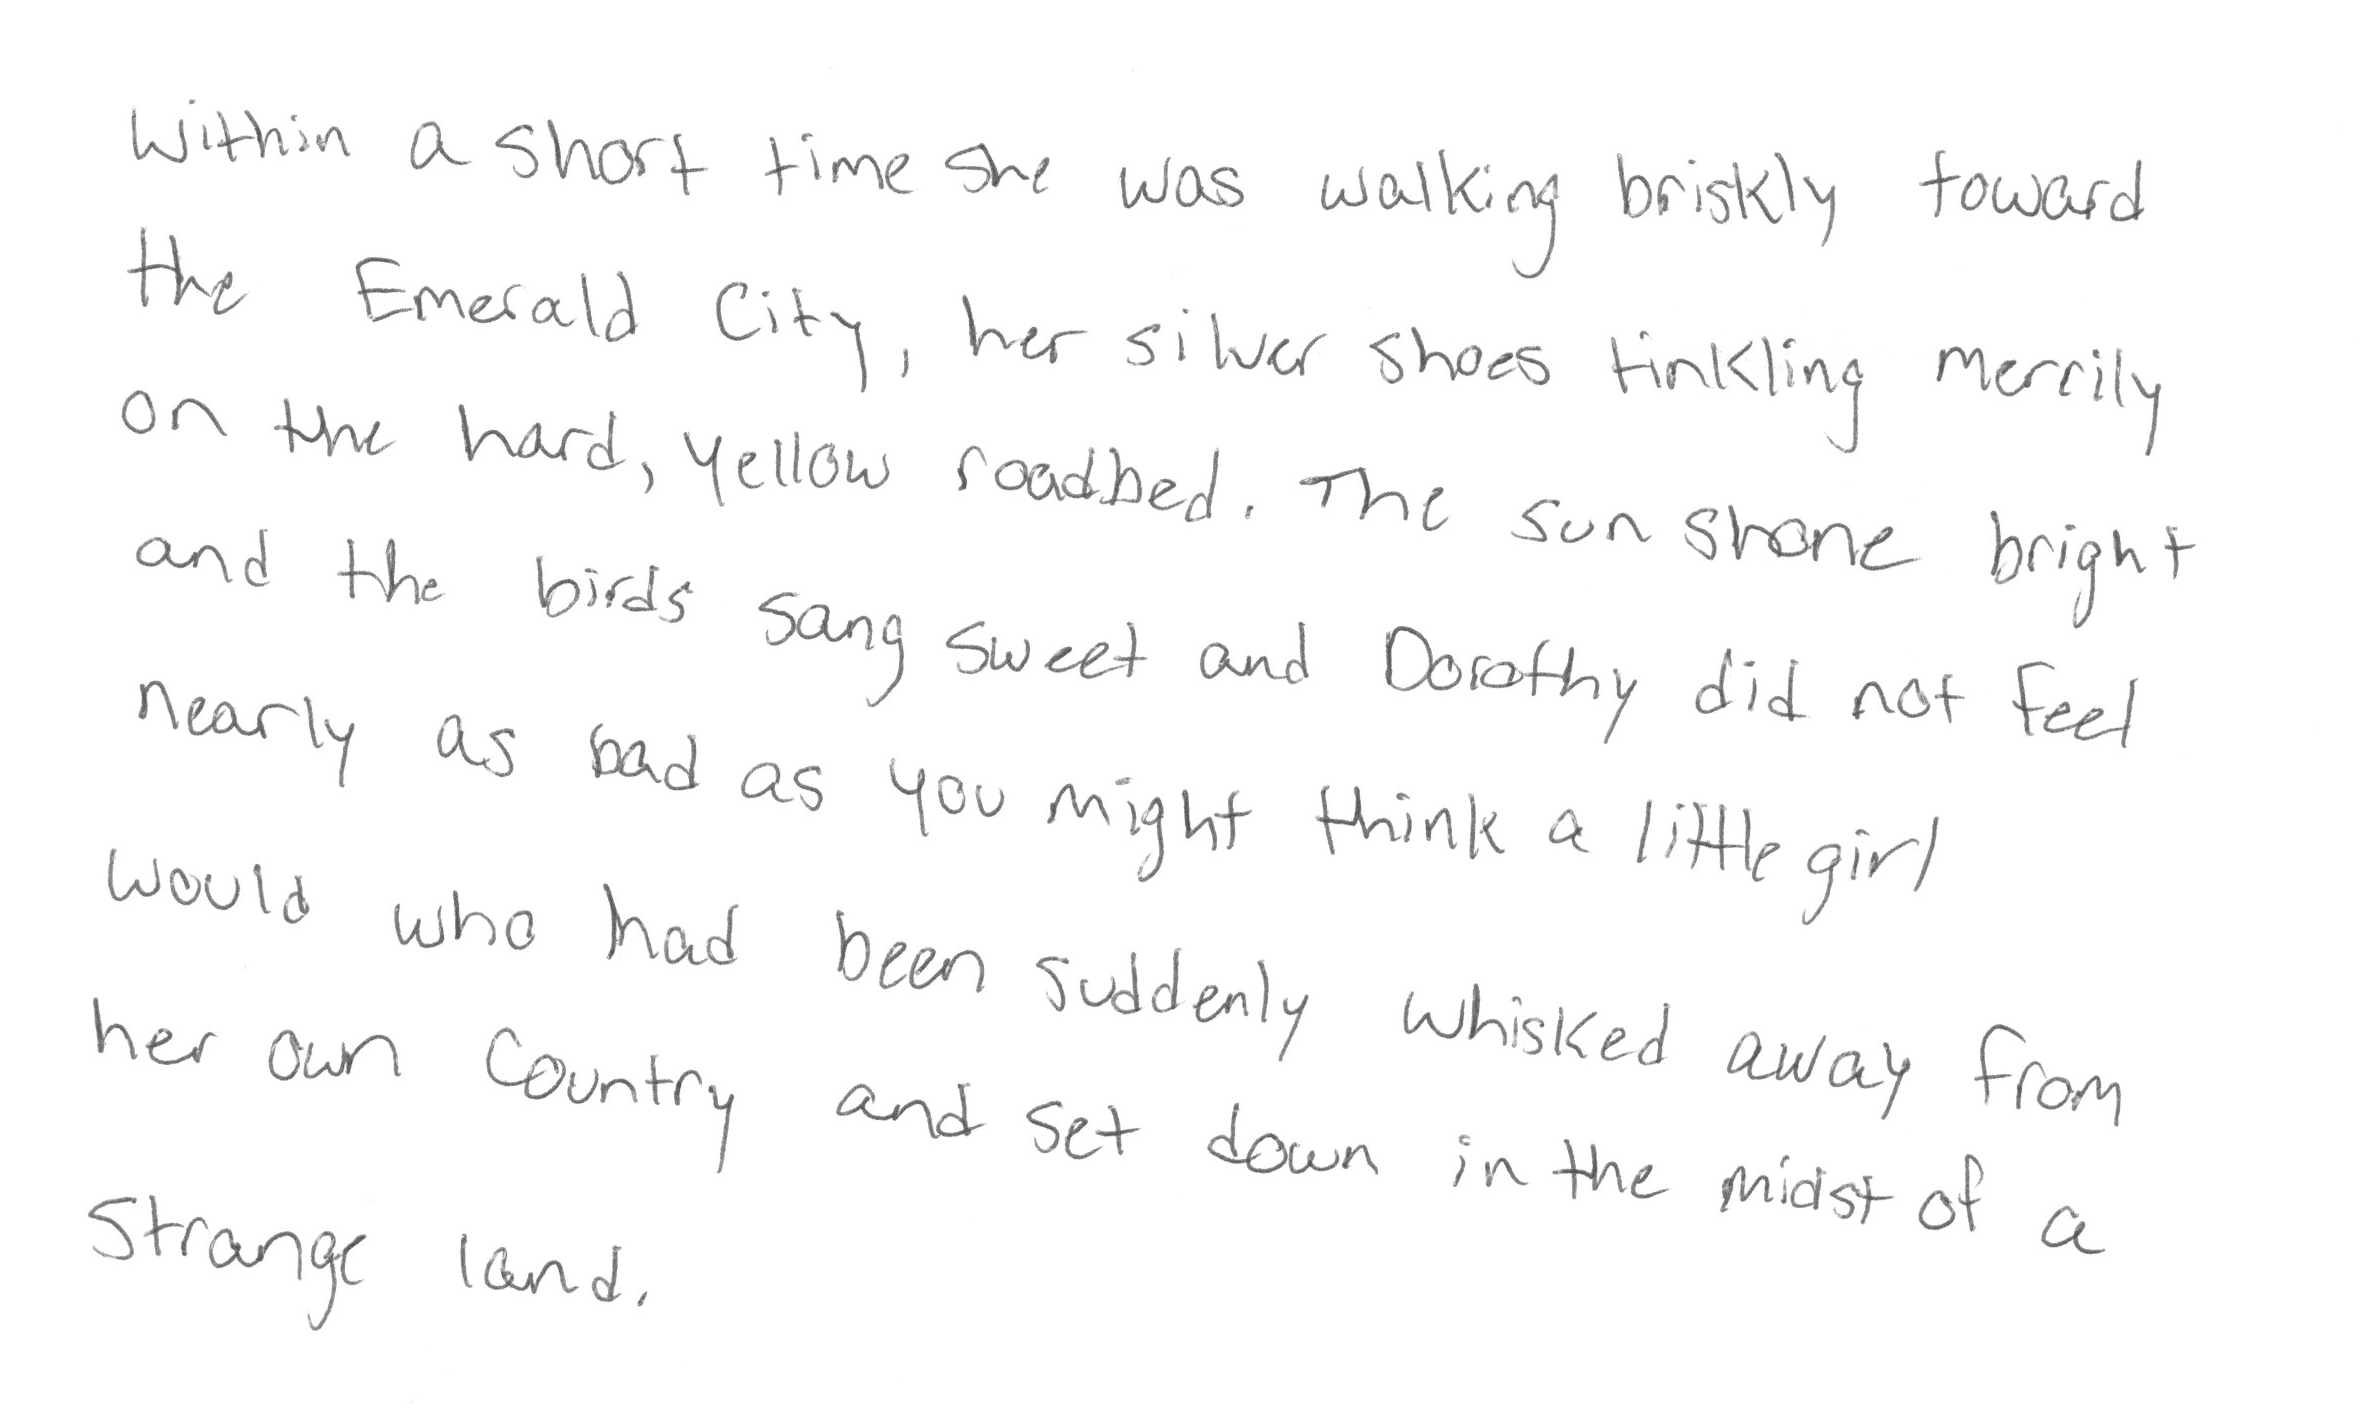 Within a short time she was walking briskly toward
the Emerald City, her silver shoes tinkling merrily
on the hard, yellow roadbed. The sun shone bright
and the birds sang sweet and Dorothy did not feel
nearly as bad as you might think a little girl
would who had been suddenly whisked away from
her own country and set down in the midst of a
strange land.